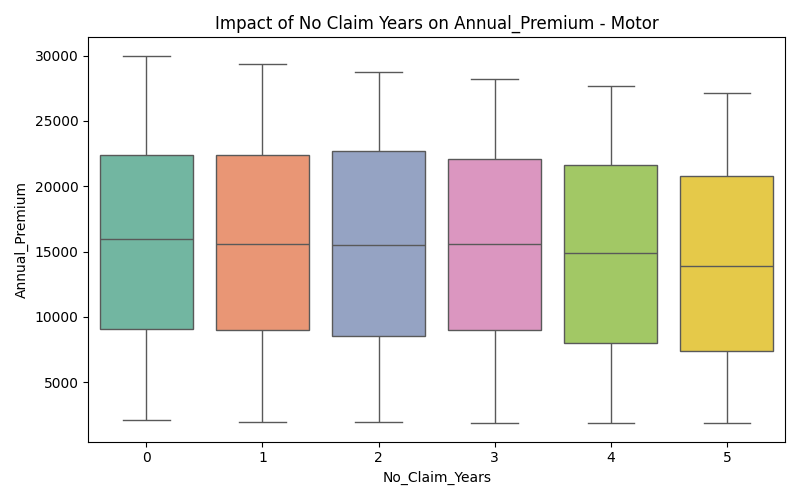 Impact of No Claim Years on Annual_Premium - Motor
30000
25000
20000
15000
10000
5000
Annual_Premium
0 1 2 3 4 5
No_Claim_Years